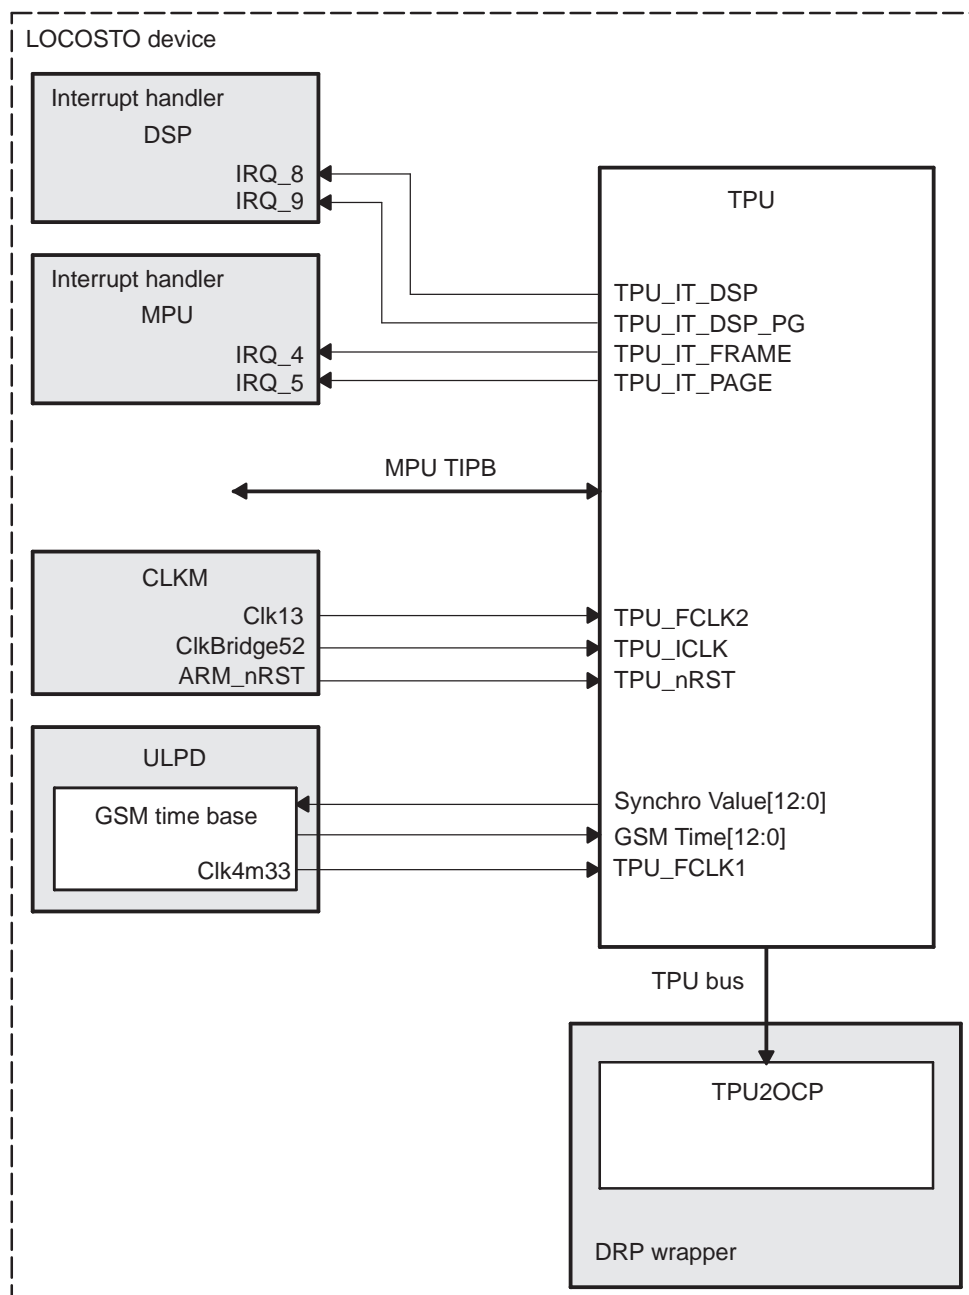 LOCOSTO device
Interrupt handler
DSP
IRQ_8
IRQ_9
TPU
Interrupt handler
MPU
IRQ_4
IRQ_5
TPU_IT_DSP
TPU_IT_DSP_PG
TPU_IT_FRAME
TPU_IT_PAGE
MPU TIPB
CLKM
Clk13
ClkBridge52
ARM_nRST
TPU_FCLK2
TPU_ICLK
TPU_nRST
ULPD
GSM time base
Clk4m33
Synchro Value[12:0]
GSM Time[12:0]
TPU_FCLK1
TPU bus
TPU2OCP
DRP wrapper